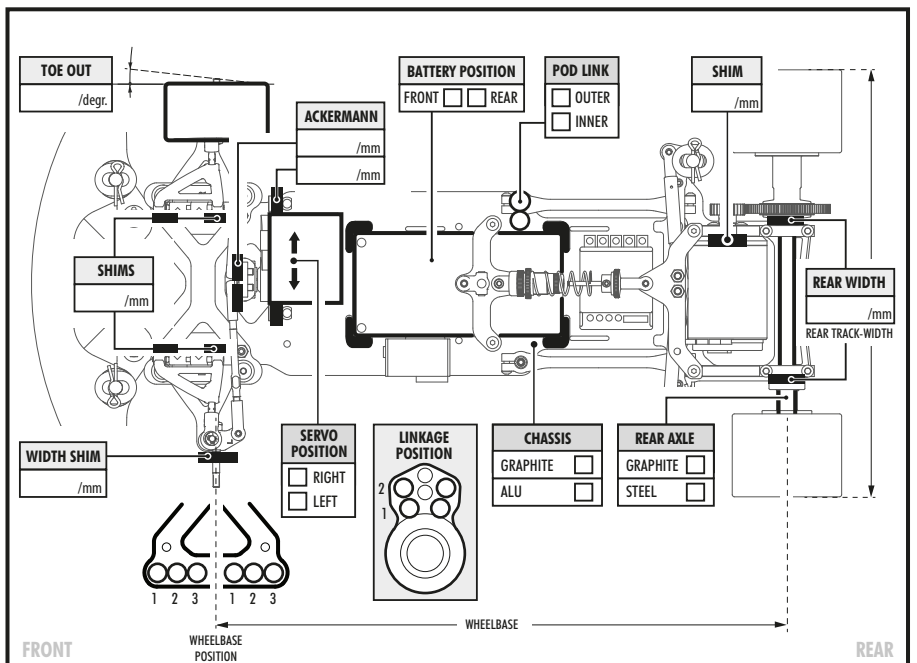 TOE OUT
/degr.
BATTERY POSITION
FRONT REAR
POD LINK
OUTER
INNER
SHIM
/mm
ACKERMANN
/mm
/mm
SHIMS
/mm
REAR WIDTH
/mm
REAR TRACK-WIDTH
WIDTH SHIM
/mm
SERVO
POSITION
RIGHT
LEFT
LINKAGE
POSITION
2
1
CHASSIS
GRAPHITE
ALU
REAR AXLE
GRAPHITE
STEEL
1 2 3 1 2 3
WHEELBASE
WHEELBASE
POSITION
FRONT
REAR